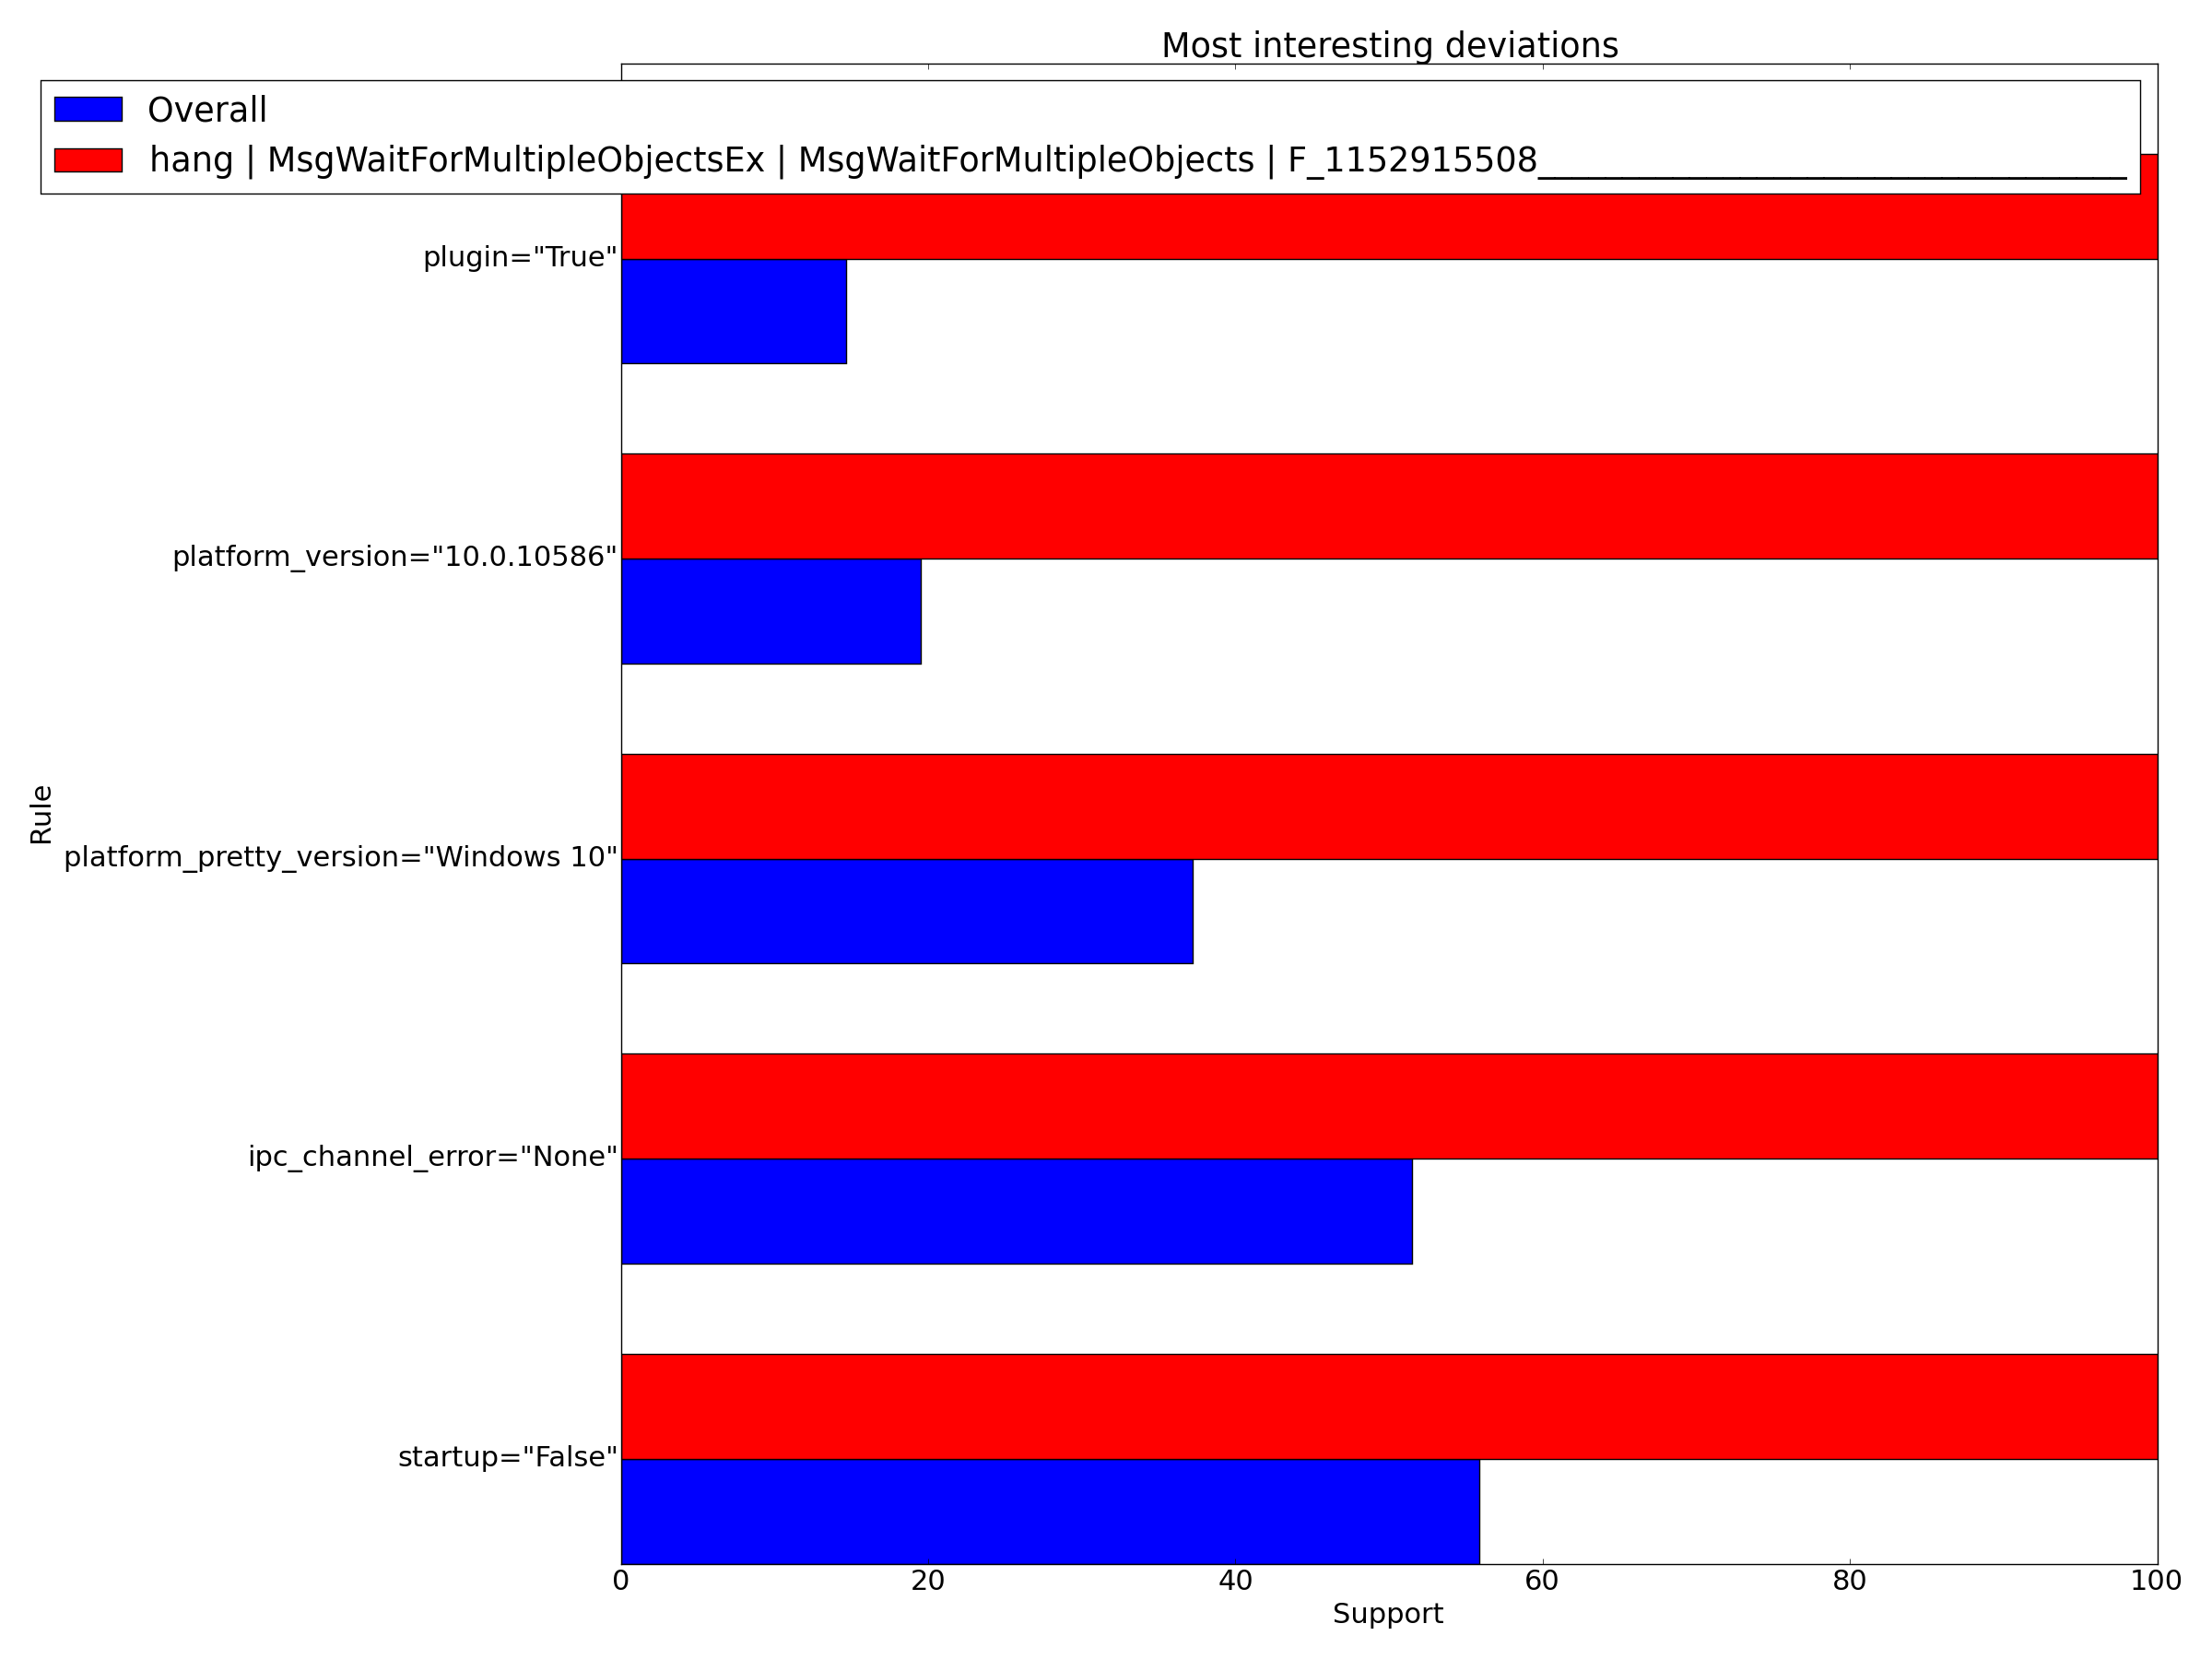 Most interesting deviations
Overall
hang | MsgWaitForMultipleObjectsEx | MsgWaitForMultipleObjects | F_1152915508___________________________________
plugin="True"
platform_version="10.0.10586"
Rule
platform_pretty_version="Windows 10"
ipc_channel_error="None"
startup="False"
0 20 40 60 80 100
Support